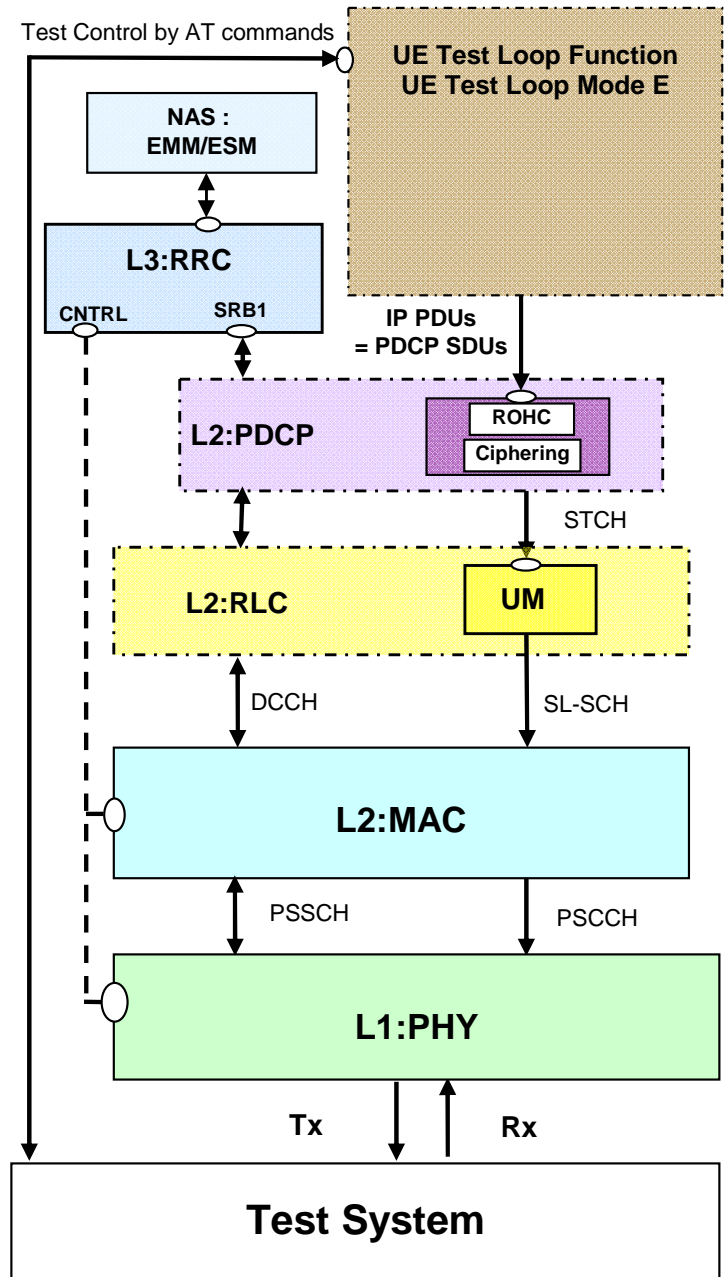 Test Control by AT commands
UE Test Loop Function
UE Test Loop Mode E
NAS :
EMM/ESM
L3:RRC
CNTRL
SRB1
IP PDUs
= PDCP SDUs
L2:PDCP
ROHC
Ciphering
STCH
L2:RLC
UM
DCCH
SL-SCH
L2:MAC
PSSCH
PSCCH
L1:PHY
Tx
Rx
Test System